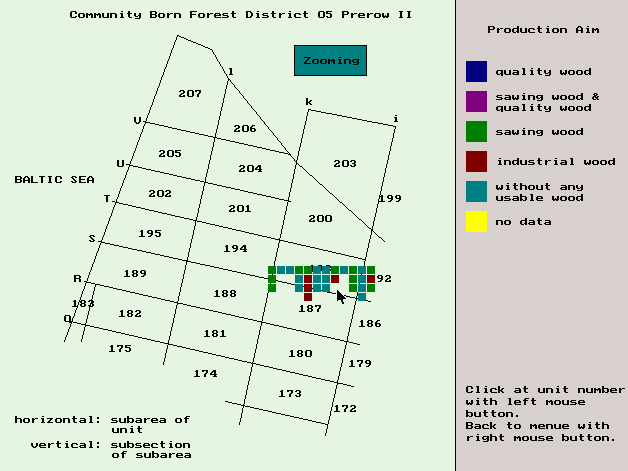 Community Born Forest District 05 Prerow II
Zooming
l
k
i
207
V
206
205
203
U
204
BALTIC SEA
T
202
199
201
200
S
195
194
R
189
92
188
183
187
Q
182
186
181
175
180
179
174
173
172
horizontal: subarea of
unit
vertical: subsection
of subarea
Production Aim
quality wood
sawing wood &
quality wood
sawing wood
industrial wood
without any
usable wood
no data
Click at unit number
with left mouse
button.
Back to menue with
right mouse button.